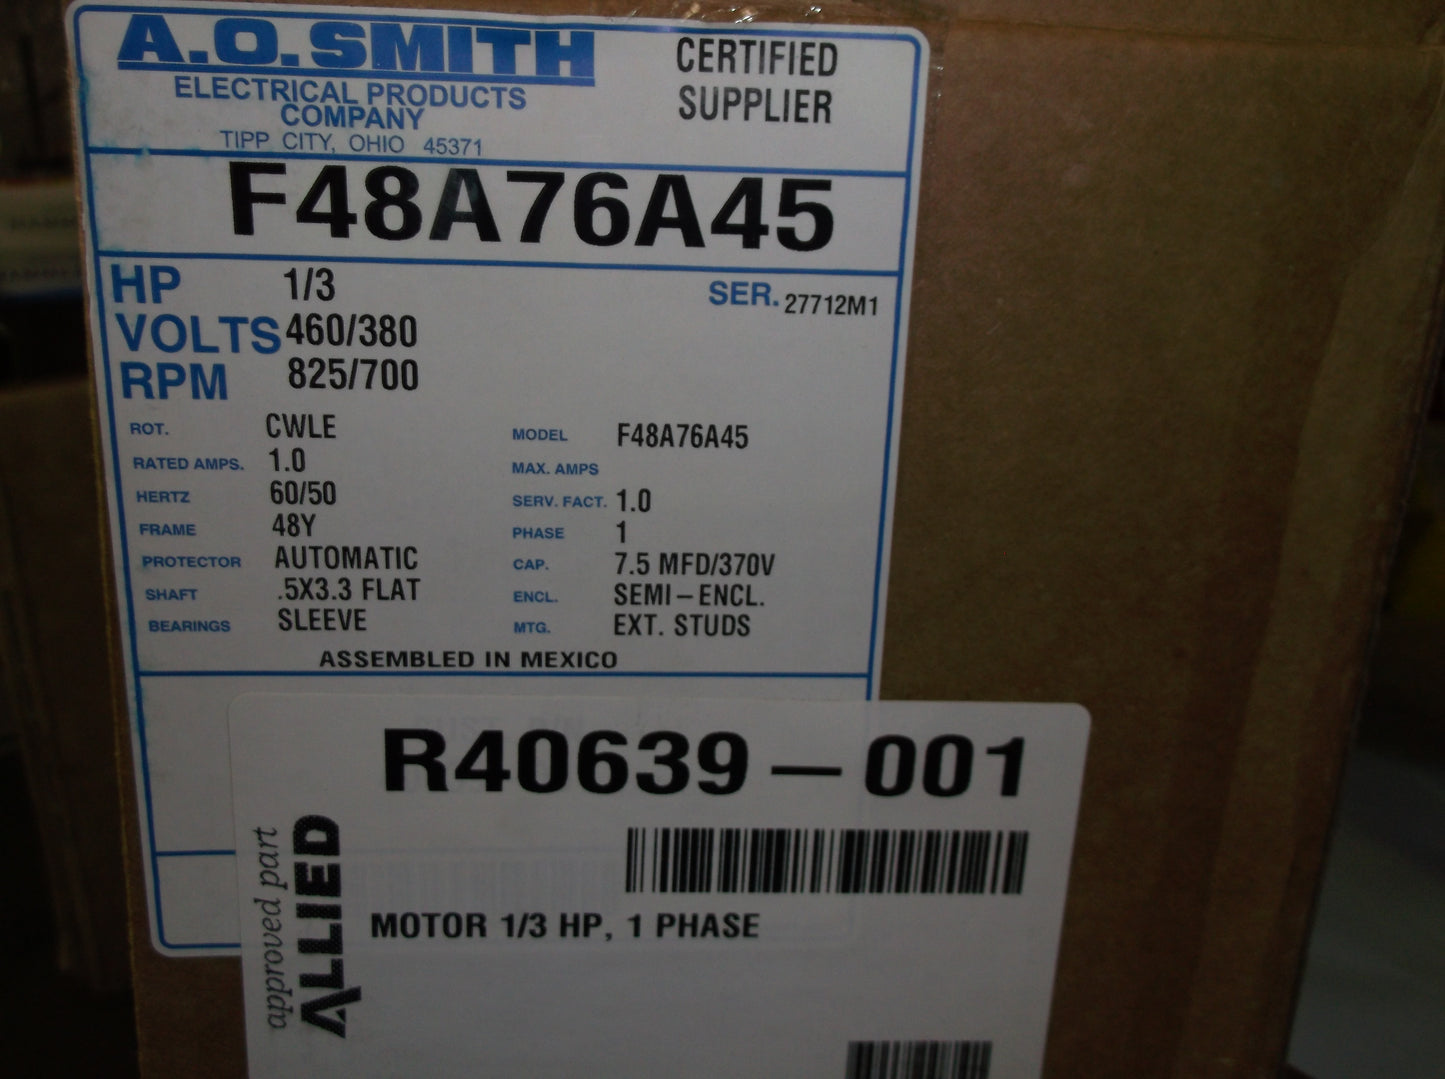 A.O.SMITH
ELECTRICAL PRODUCTS
COMPANY
TIPP CITY, OHIO 45371
CERTIFIED
SUPPLIER
F48A76A45
HP 1/3
SER. 27712M1
VOLTS 460/380
RPM 825/700
ROT. CWLE
MODEL F48A76A45
RATED AMPS. 1.0
MAX. AMPS
HERTZ 60/50
SERV. FACT. 1.0
FRAME 48Y
PHASE 1
PROTECTOR AUTOMATIC
CAP. 7.5 MFD/370V
SHAFT .5X3.3 FLAT
ENCL. SEMI-ENCL.
BEARINGS SLEEVE
MTG. EXT. STUDS
ASSEMBLED IN MEXICO
R40639-001
approved part
ALLIED
MOTOR 1/3 HP, 1 PHASE